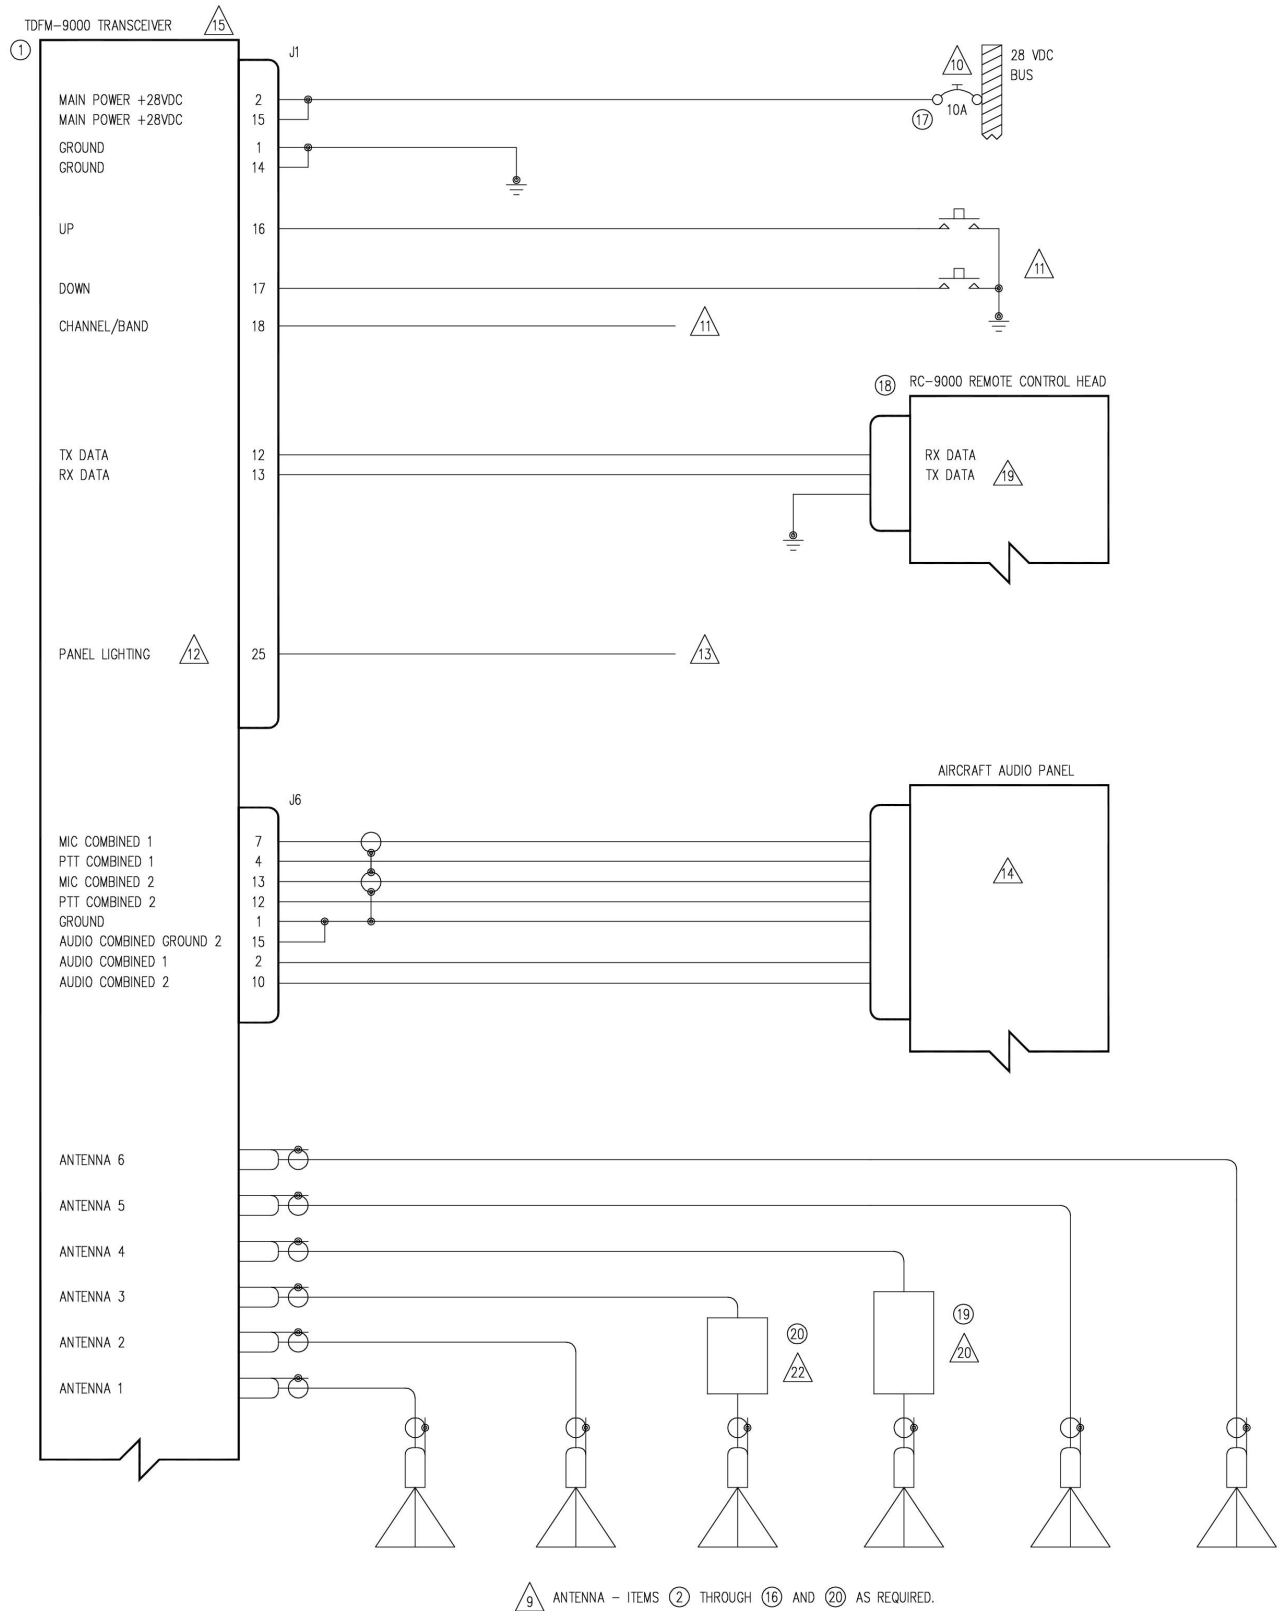 TDFM-9000 TRANSCEIVER 15
1
J1
10
28 VDC
BUS
MAIN POWER +28VDC 2
10A
17
MAIN POWER +28VDC 15
GROUND 1
GROUND 14
UP 16
11
DOWN 17
CHANNEL/BAND 18 11
18 RC-9000 REMOTE CONTROL HEAD
TX DATA 12 RX DATA
RX DATA 13 TX DATA 19
PANEL LIGHTING 12 25 13
AIRCRAFT AUDIO PANEL
J6
MIC COMBINED 1 7
PTT COMBINED 1 4
14
MIC COMBINED 2 13
PTT COMBINED 2 12
GROUND 1
AUDIO COMBINED GROUND 2 15
AUDIO COMBINED 1 2
AUDIO COMBINED 2 10
ANTENNA 6
ANTENNA 5
ANTENNA 4
ANTENNA 3
19
20
ANTENNA 2
20
22
ANTENNA 1
9 ANTENNA - ITEMS 2 THROUGH 16 AND 20 AS REQUIRED.